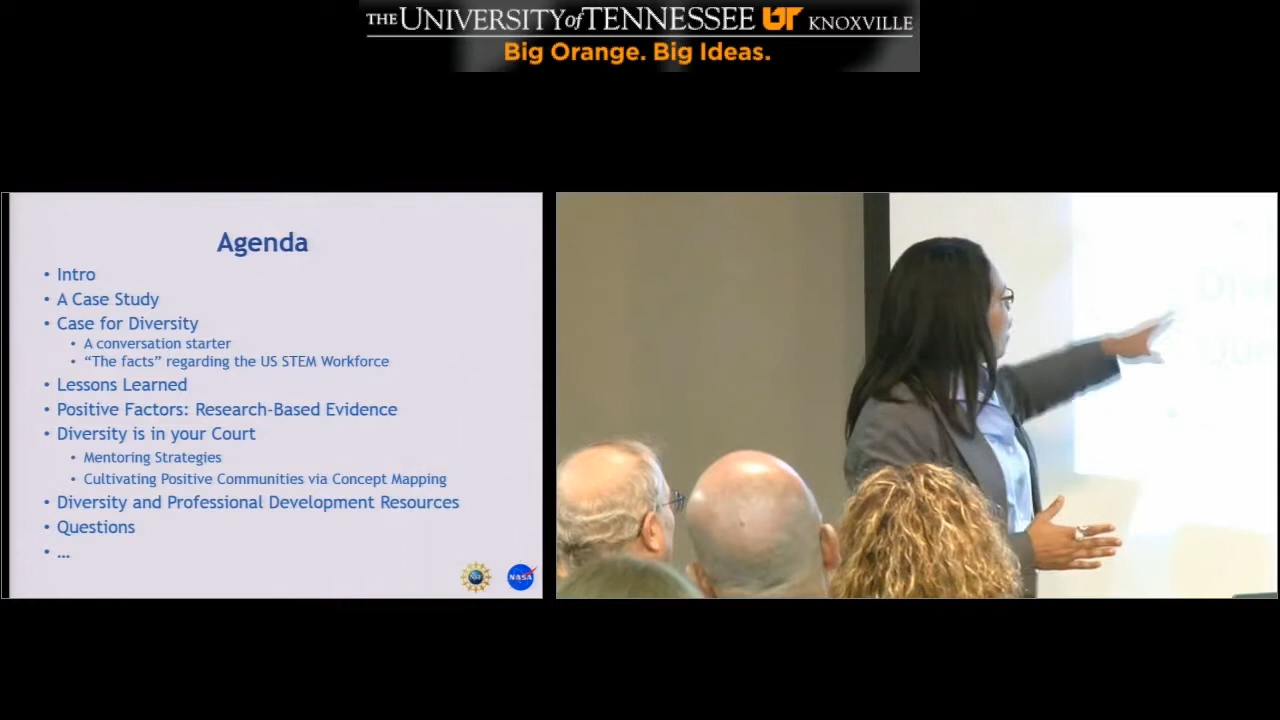 THE UNIVERSITY of TENNESSEE UT KNOXVILLE
Big Orange. Big Ideas.
Agenda
• Intro
• A Case Study
• Case for Diversity
• A conversation starter
• “The facts” regarding the US STEM Workforce
• Lessons Learned
• Positive Factors: Research-Based Evidence
• Diversity is in your Court
• Mentoring Strategies
• Cultivating Positive Communities via Concept Mapping
• Diversity and Professional Development Resources
• Questions
• …
NSF
NASA